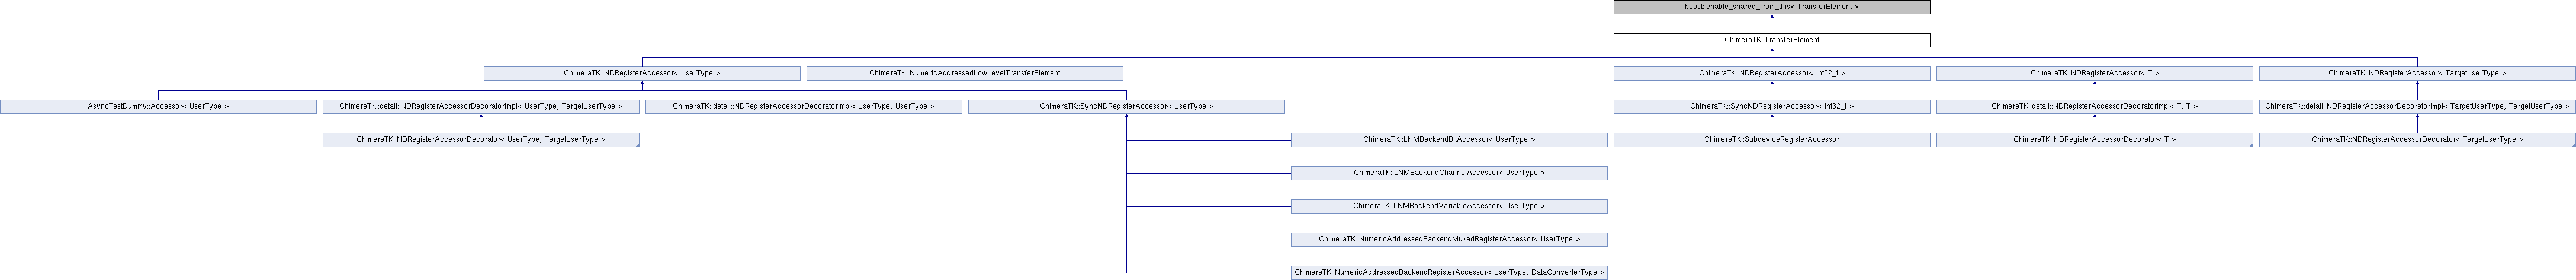 boost::enable_shared_from_this< TransferElement >
ChimeraTK::TransferElement
ChimeraTK::NDRegisterAccessor< UserType >
ChimeraTK::NumericAddressedLowLevelTransferElement
ChimeraTK::NDRegisterAccessor< int32_t >
ChimeraTK::NDRegisterAccessor< T >
ChimeraTK::NDRegisterAccessor< TargetUserType >
AsyncTestDummy::Accessor< UserType >
ChimeraTK::detail::NDRegisterAccessorDecoratorImpl< UserType, TargetUserType >
ChimeraTK::detail::NDRegisterAccessorDecoratorImpl< UserType, UserType >
ChimeraTK::SyncNDRegisterAccessor< UserType >
ChimeraTK::SyncNDRegisterAccessor< int32_t >
ChimeraTK::detail::NDRegisterAccessorDecoratorImpl< T, T >
ChimeraTK::detail::NDRegisterAccessorDecoratorImpl< TargetUserType, TargetUserType >
ChimeraTK::NDRegisterAccessorDecorator< UserType, TargetUserType >
ChimeraTK::LNMBackendBitAccessor< UserType >
ChimeraTK::SubdeviceRegisterAccessor
ChimeraTK::NDRegisterAccessorDecorator< T >
ChimeraTK::NDRegisterAccessorDecorator< TargetUserType >
ChimeraTK::LNMBackendChannelAccessor< UserType >
ChimeraTK::LNMBackendVariableAccessor< UserType >
ChimeraTK::NumericAddressedBackendMuxedRegisterAccessor< UserType >
ChimeraTK::NumericAddressedBackendRegisterAccessor< UserType, DataConverterType >